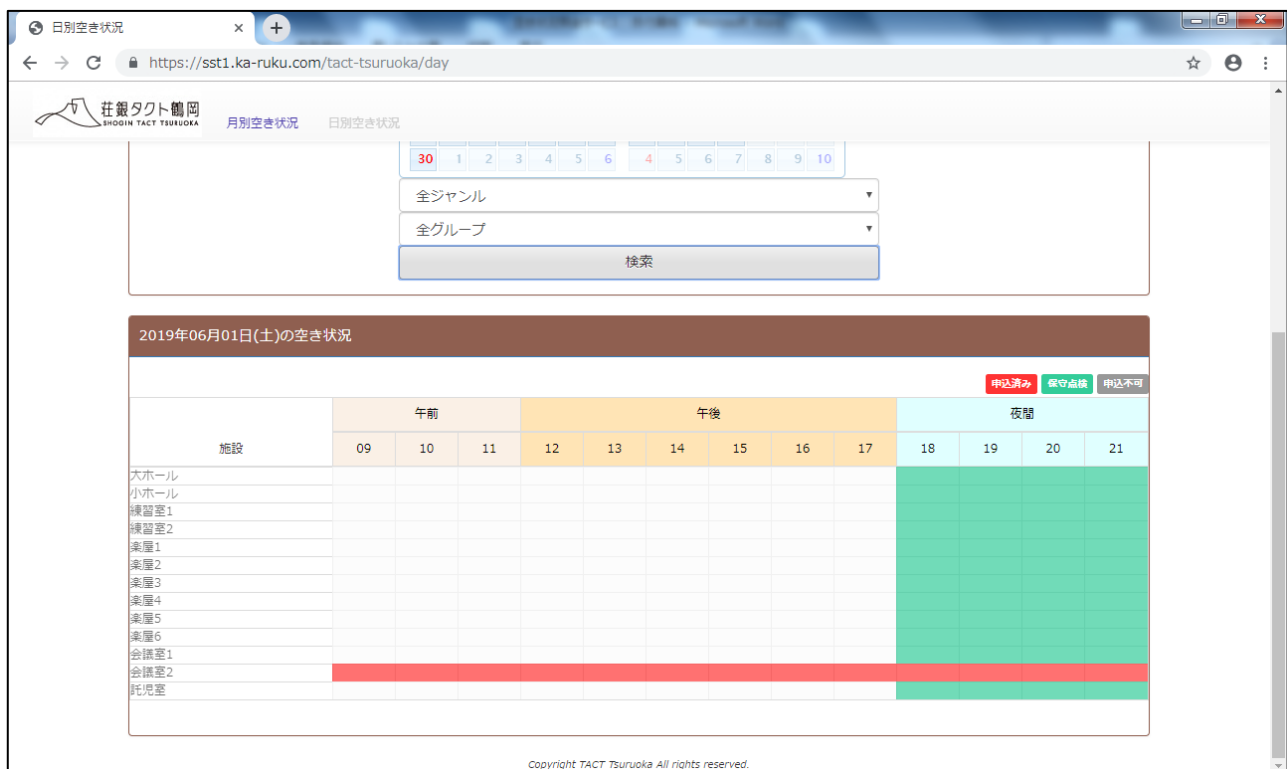 日別空き状況
https://sst1.ka-ruku.com/tact-tsuruoka/day
荘銀タクト鶴岡
SHOGIN TACT TSURUOKA
月別空き状況 日別空き状況
30 1 2 3 4 5 6 4 5 6 7 8 9 10
全ジャンル
全グループ
検索
2019年06月01日(土)の空き状況
申込済み 保守点検 申込不可
施設 午前 午後 夜間
09 10 11 12 13 14 15 16 17 18 19 20 21
大ホール
小ホール
練習室1
練習室2
楽屋1
楽屋2
楽屋3
楽屋4
楽屋5
楽屋6
会議室1
会議室2
託児室
Copyright TACT Tsuruoka All rights reserved.